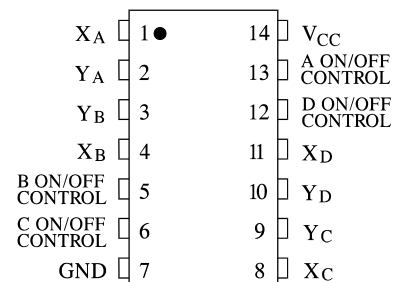 XA 1 14 VCC
YA 2 13 A ON/OFF CONTROL
YB 3 12 D ON/OFF CONTROL
XB 4 11 XD
B ON/OFF CONTROL 5 10 YD
C ON/OFF CONTROL 6 9 YC
GND 7 8 XC